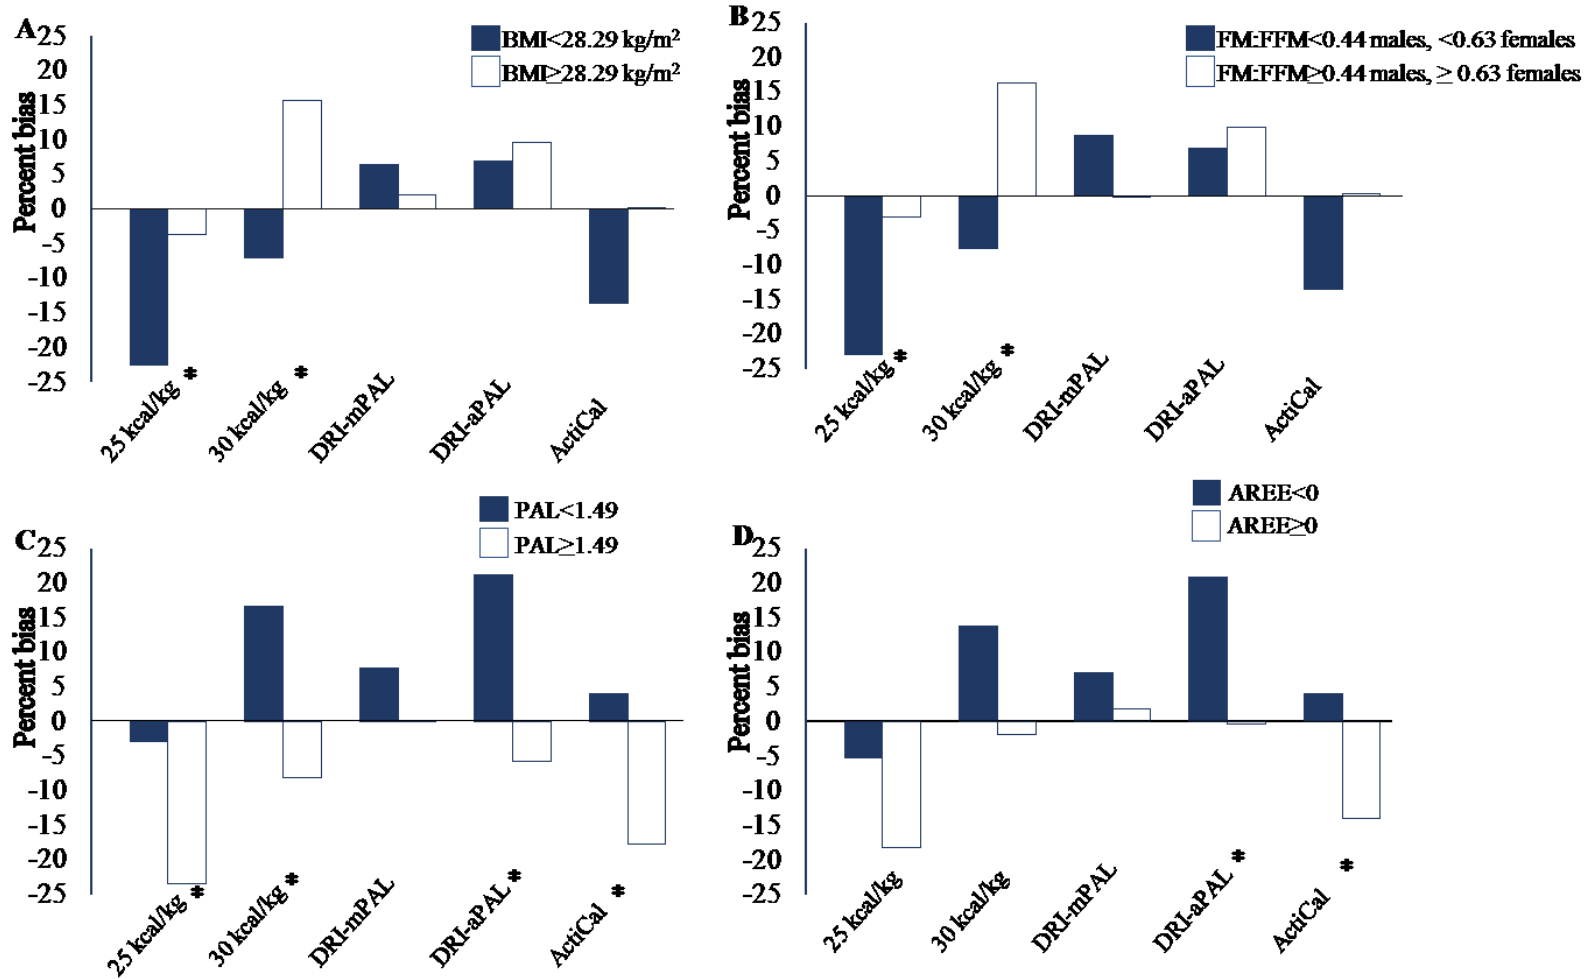 A
BMI<28.29 kg/m²
BMI≥28.29 kg/m²
Percent bias
25
20
15
10
5
0
-5
-10
-15
-20
-25
25 kcal/kg *
30 kcal/kg *
DRI-mPAL
DRI-aPAL
ActiCal
B
FM:FFM<0.44 males, <0.63 females
FM:FFM≥0.44 males, ≥ 0.63 females
Percent bias
25
20
15
10
5
0
-5
-10
-15
-20
-25
25 kcal/kg *
30 kcal/kg *
DRI-mPAL
DRI-aPAL
ActiCal
C
PAL<1.49
PAL≥1.49
Percent bias
25
20
15
10
5
0
-5
-10
-15
-20
-25
25 kcal/kg *
30 kcal/kg *
DRI-mPAL
DRI-aPAL *
ActiCal *
D
AREE<0
AREE≥0
Percent bias
25
20
15
10
5
0
-5
-10
-15
-20
-25
25 kcal/kg
30 kcal/kg
DRI-mPAL
DRI-aPAL *
ActiCal *